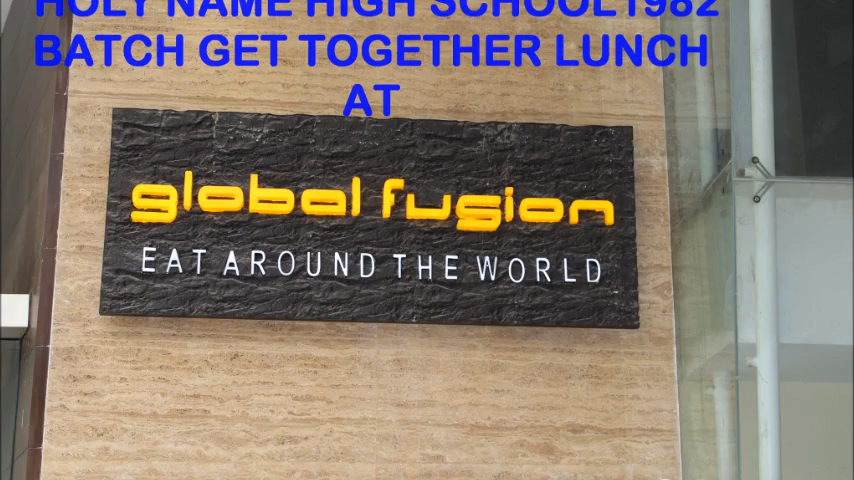 HOLY NAME HIGH SCHOOL1982
BATCH GET TOGETHER LUNCH
AT
global fusion
EAT AROUND THE WORLD